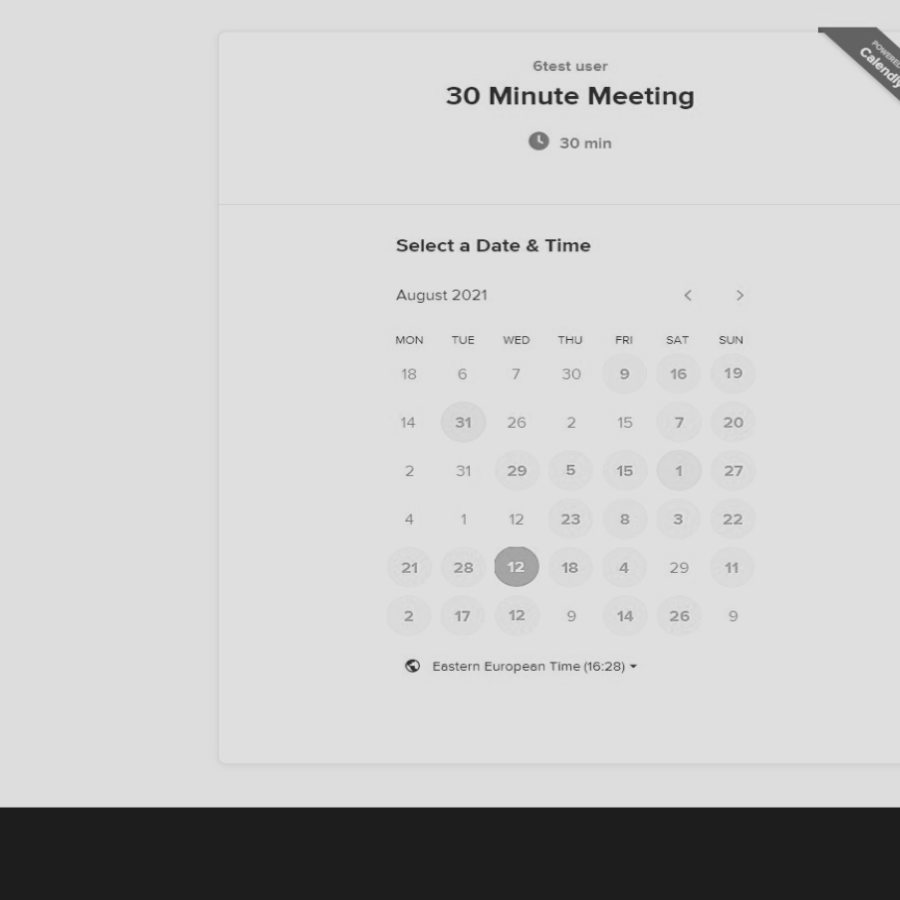 6test user
30 Minute Meeting
30 min
POWERED
Calendly
Select a Date & Time
August 2021
MON TUE WED THU FRI SAT SUN
18 6 7 30 9 16 19
14 31 26 2 15 7 20
2 31 29 5 15 1 27
4 1 12 23 8 3 22
21 28 12 18 4 29 11
2 17 12 9 14 26 9
Eastern European Time (16:28)